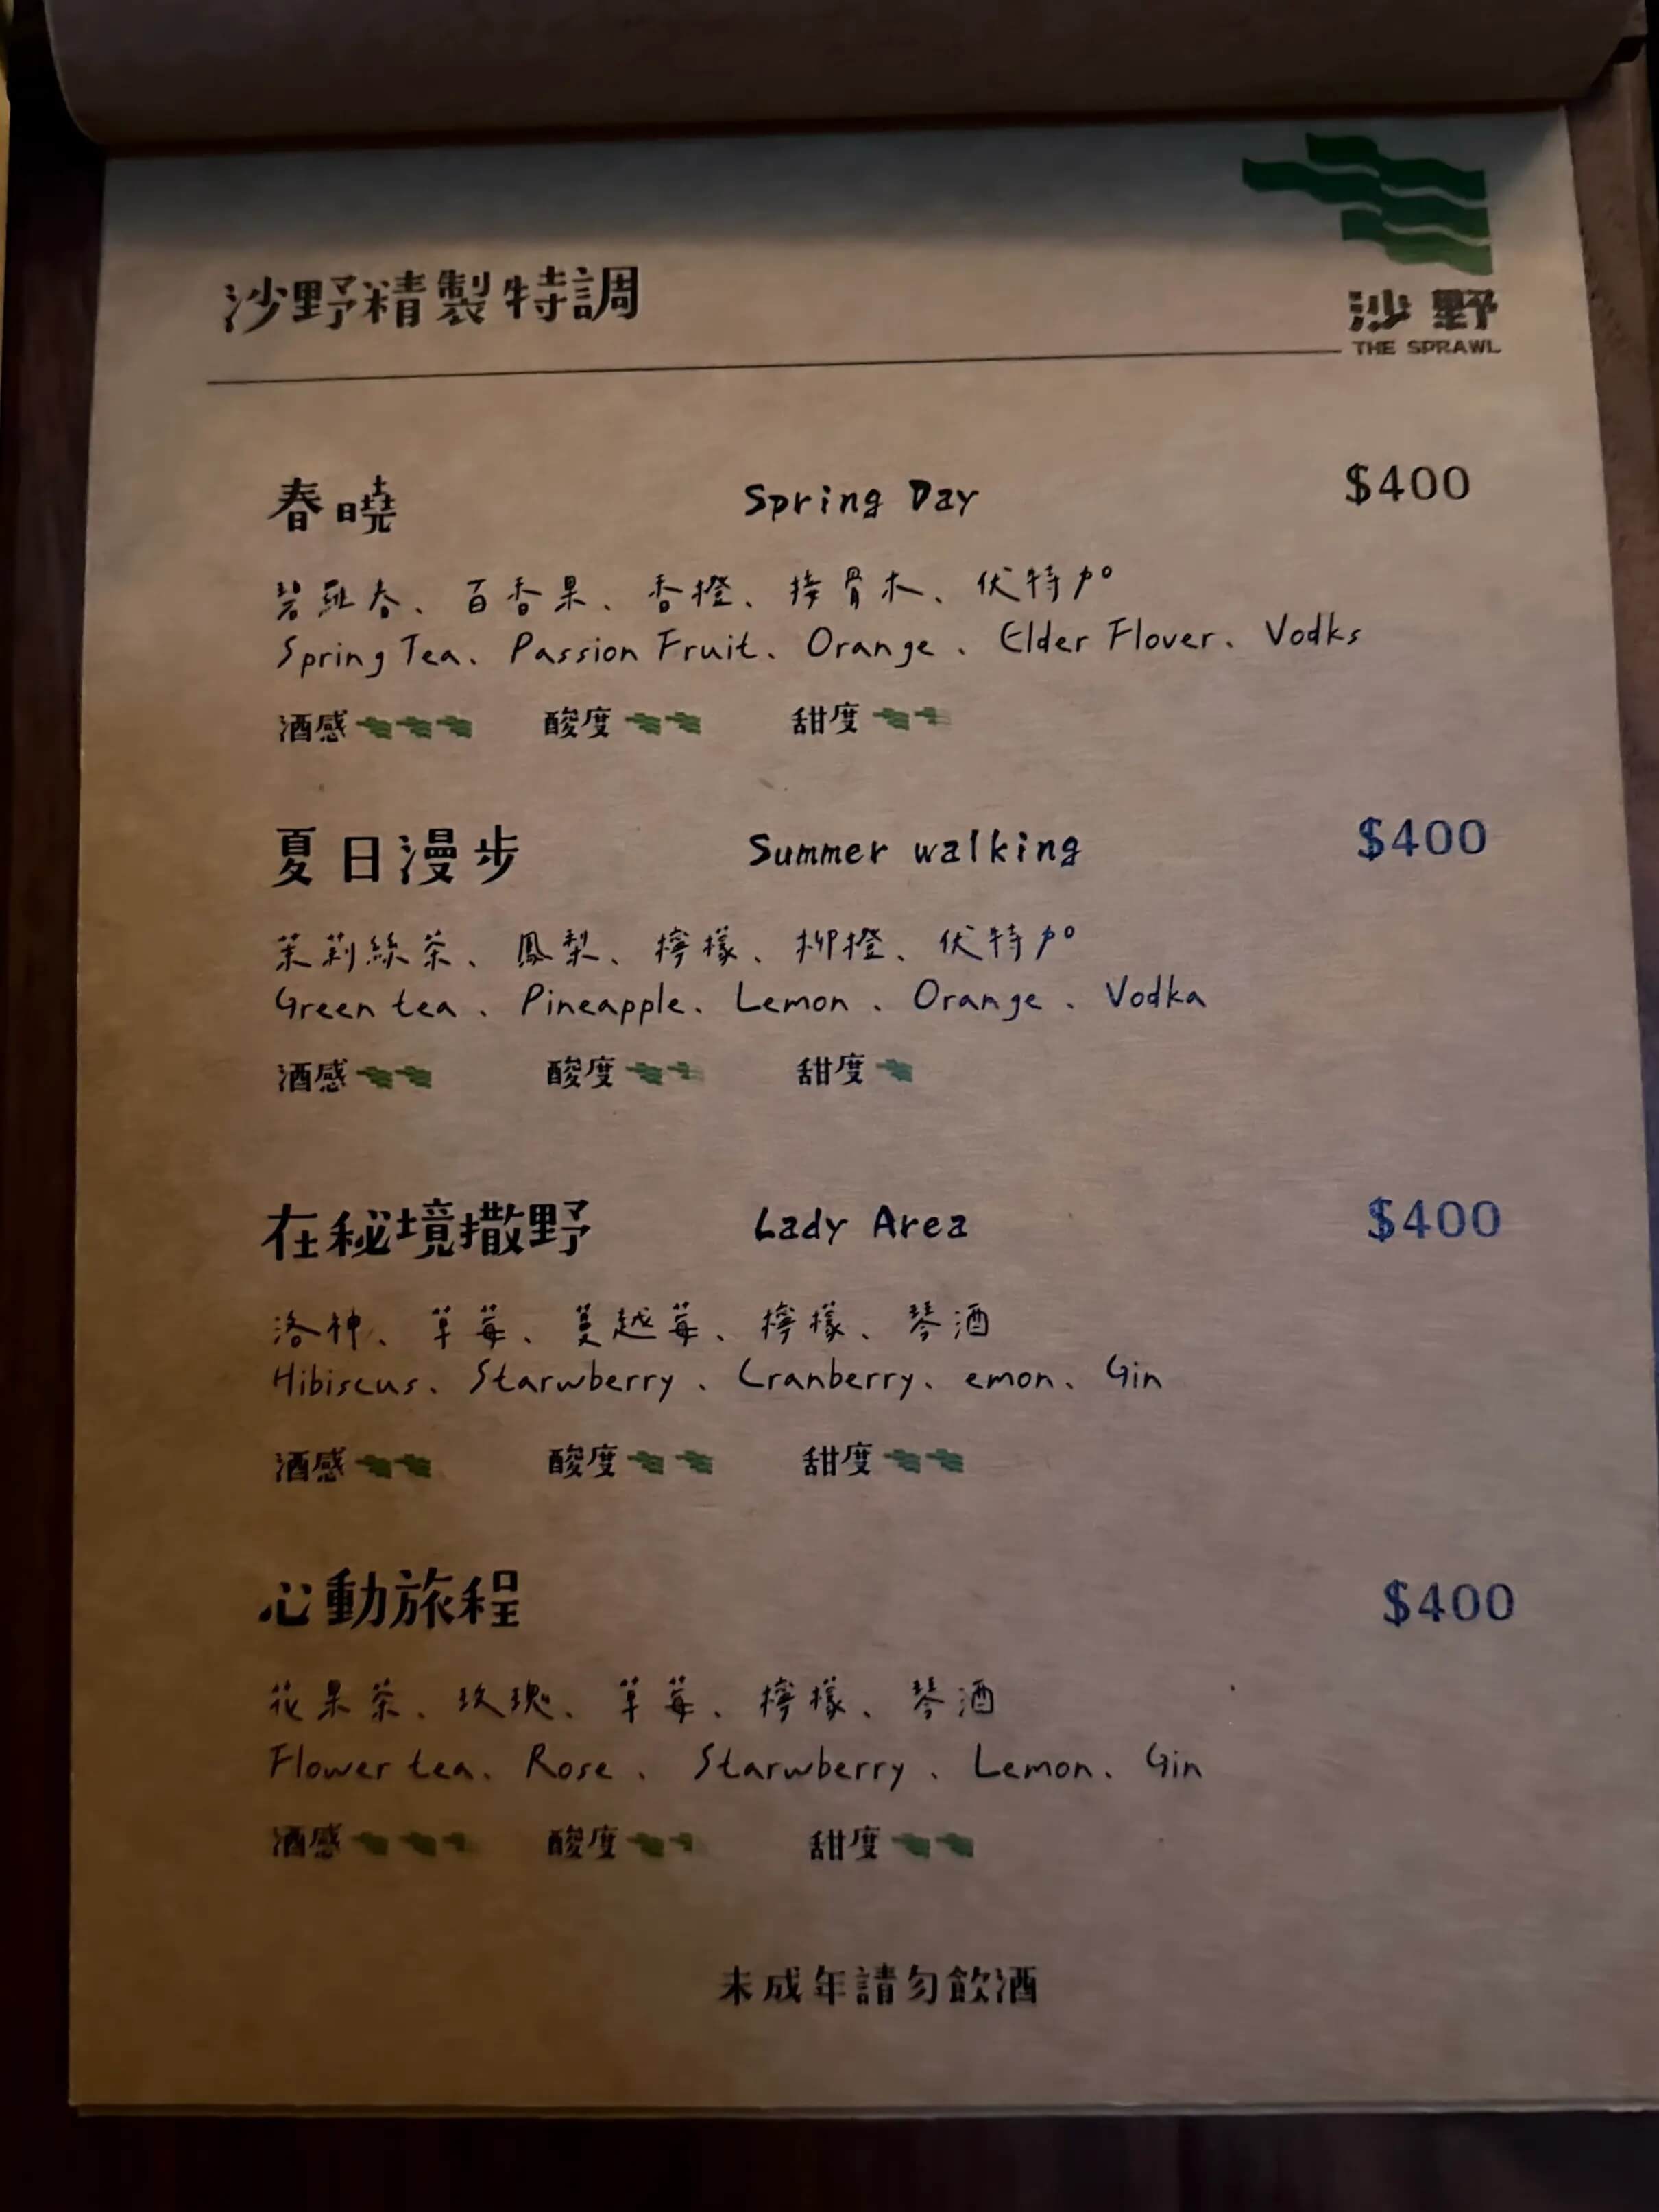 沙野精製特調
沙野
THE SPRAWL
春曉 Spring Day $400
碧羅春、百香果、香橙、接骨木、伏特加
Spring Tea、Passion Fruit、Orange、Elder Flover、Vodks
酒感 酸度 甜度
夏日漫步 Summer walking $400
茉莉綠茶、鳳梨、檸檬、柳橙、伏特加
Green tea、Pineapple、Lemon、Orange、Vodka
酒感 酸度 甜度
在秘境撒野 Lady Area $400
洛神、草莓、蔓越莓、檸檬、琴酒
Hibiscus、Starwberry、Cranberry、emon、Gin
酒感 酸度 甜度
心動旅程 $400
花果茶、玫瑰、草莓、檸檬、琴酒
Flower tea、Rose、Starwberry、Lemon、Gin
酒感 酸度 甜度
未成年請勿飲酒